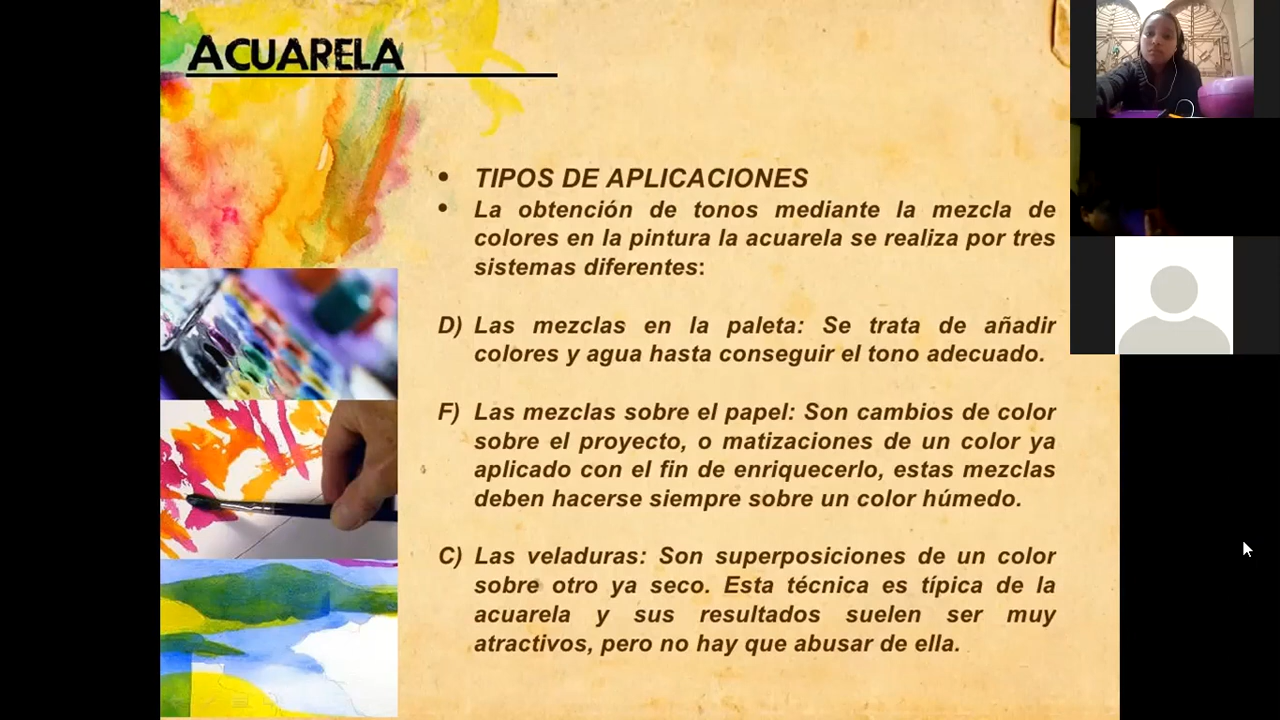 ACUARELA
• TIPOS DE APLICACIONES
• La obtención de tonos mediante la mezcla de
colores en la pintura la acuarela se realiza por tres
sistemas diferentes:
D) Las mezclas en la paleta: Se trata de añadir
colores y agua hasta conseguir el tono adecuado.
F) Las mezclas sobre el papel: Son cambios de color
sobre el proyecto, o matizaciones de un color ya
aplicado con el fin de enriquecerlo, estas mezclas
deben hacerse siempre sobre un color húmedo.
C) Las veladuras: Son superposiciones de un color
sobre otro ya seco. Esta técnica es típica de la
acuarela y sus resultados suelen ser muy
atractivos, pero no hay que abusar de ella.